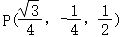 P(√3/4, -1/4, 1/2)